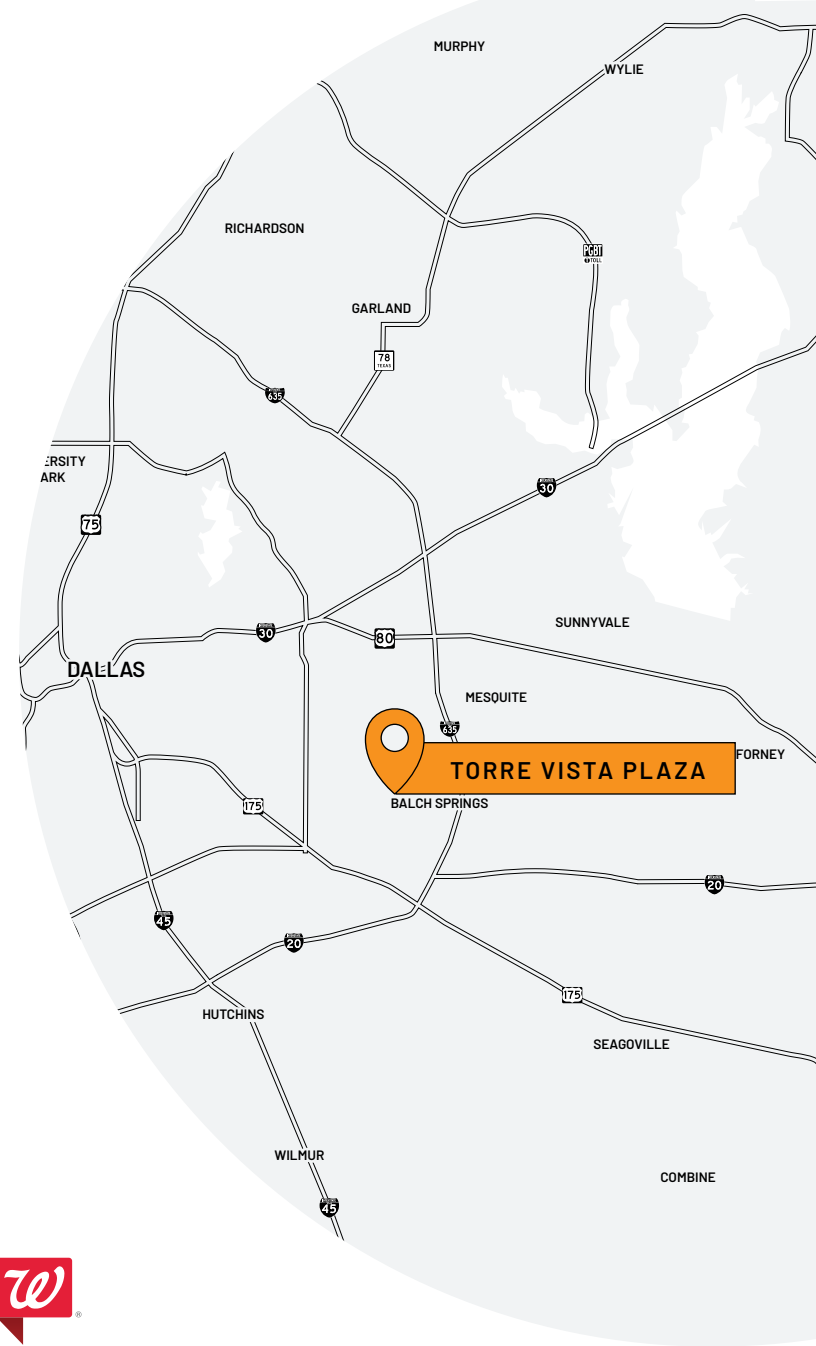 MURPHY
WYLIE
RICHARDSON
PGBT
TOLL
GARLAND
78
TEXAS
635
ERSITY
ARK
30
75
SUNNYVALE
30
80
DALLAS
MESQUITE
635
FORNEY
TORRE VISTA PLAZA
BALCH SPRINGS
175
20
45
20
175
HUTCHINS
SEAGOVILLE
WILMUR
COMBINE
45
W
®